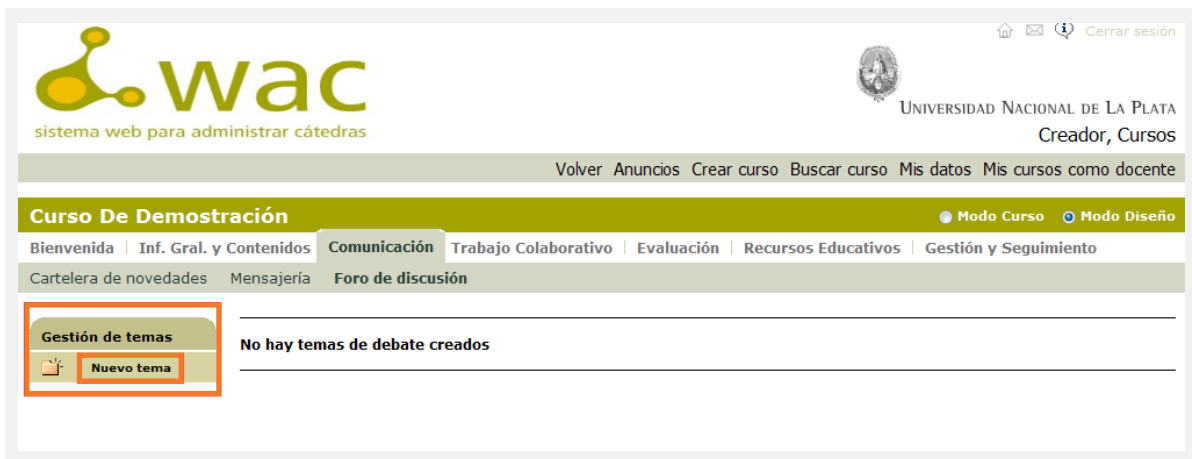 Cerrar sesión
wac
sistema web para administrar cátedras
UNIVERSIDAD NACIONAL DE LA PLATA
Creador, Cursos
Volver Anuncios Crear curso Buscar curso Mis datos Mis cursos como docente
Curso De Demostración Modo Curso Modo Diseño
Bienvenida | Inf. Gral. y Contenidos Comunicación Trabajo Colaborativo | Evaluación | Recursos Educativos | Gestión y Seguimiento
Cartelera de novedades Mensajería Foro de discusión
Gestión de temas
Nuevo tema
No hay temas de debate creados